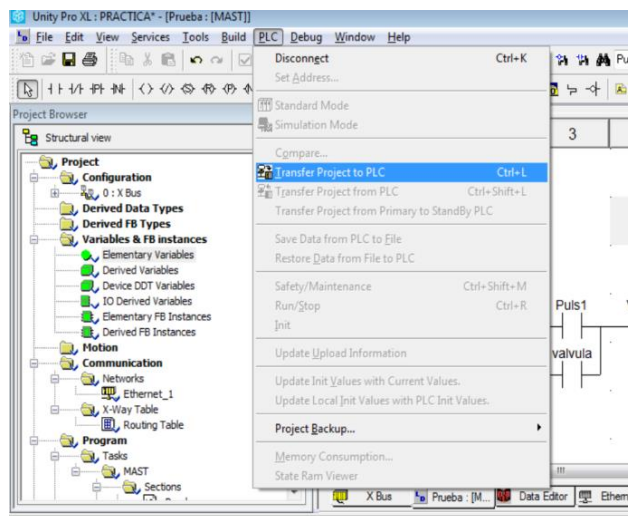 Unity Pro XL : PRACTICA* - [Prueba : [MAST]]
File Edit View Services Tools Build PLC Debug Window Help
Project Browser
Structural view
Project
Configuration
0 : X Bus
Derived Data Types
Derived FB Types
Variables & FB instances
Elementary Variables
Derived Variables
Device DDT Variables
IO Derived Variables
Elementary FB Instances
Derived FB Instances
Motion
Communication
Networks
Ethernet_1
X-Way Table
Routing Table
Program
Tasks
MAST
Sections
Disconnect Ctrl+K
Set Address...
Standard Mode
Simulation Mode
Compare...
Transfer Project to PLC Ctrl+L
Transfer Project from PLC Ctrl+Shift+L
Transfer Project from Primary to StandBy PLC
Save Data from PLC to File
Restore Data from File to PLC
Safety/Maintenance Ctrl+Shift+M
Run/Stop Ctrl+R
Init
Update Upload Information
Update Init Values with Current Values.
Update Local Init Values with PLC Init Values.
Project Backup...
Memory Consumption...
State Ram Viewer
Pu
3
Puls1
valvula
X Bus Prueba : [M... Data Editor Ethern